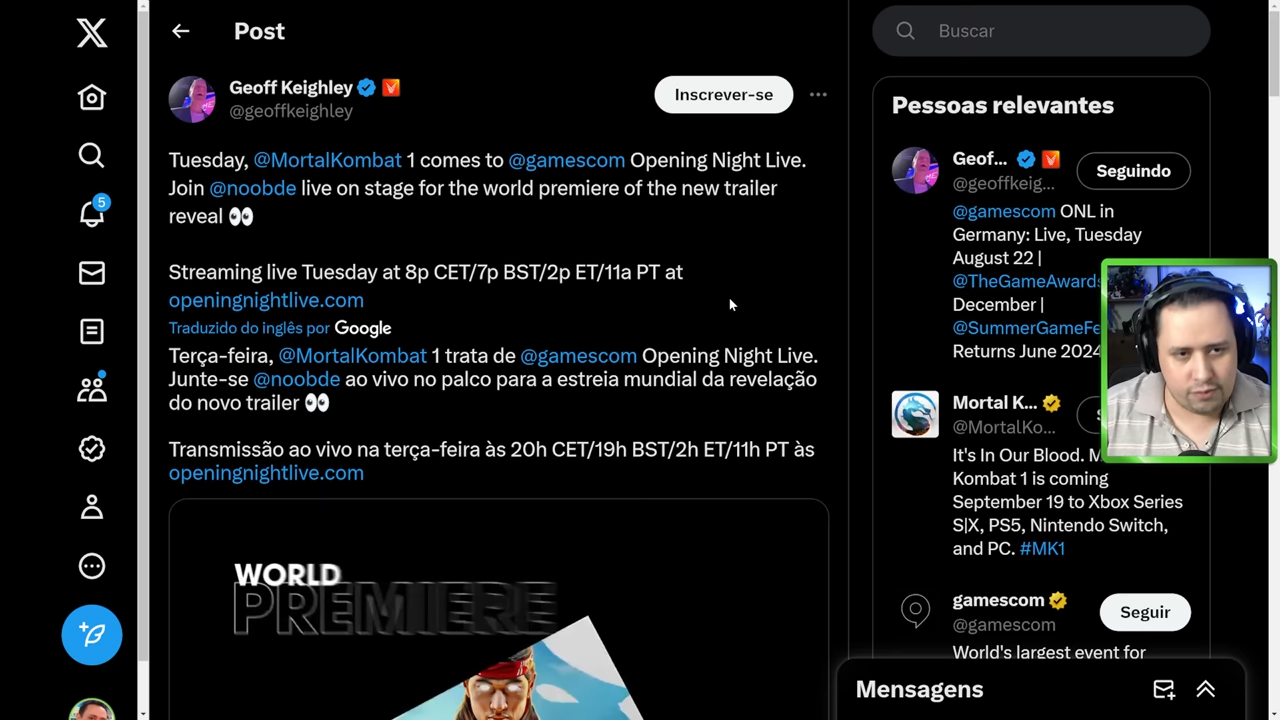 Post
Geoff Keighley
@geoffkeighley
Inscrever-se
Tuesday, @MortalKombat 1 comes to @gamescom Opening Night Live.
Join @noobde live on stage for the world premiere of the new trailer
reveal 👀
Streaming live Tuesday at 8p CET/7p BST/2p ET/11a PT at
openingnightlive.com
Traduzido do inglês por Google
Terça-feira, @MortalKombat 1 trata de @gamescom Opening Night Live.
Junte-se @noobde ao vivo no palco para a estreia mundial da revelação
do novo trailer 👀
Transmissão ao vivo na terça-feira às 20h CET/19h BST/2h ET/11h PT às
openingnightlive.com
WORLD
PREMIERE
5
Buscar
Pessoas relevantes
Geof...
@geoffkeig...
Seguindo
@gamescom ONL in
Germany: Live, Tuesday
August 22 |
@TheGameAwards
December |
@SummerGameFe
Returns June 2024
Mortal K...
@MortalKo...
It's In Our Blood. M
Kombat 1 is coming
September 19 to Xbox Series
S|X, PS5, Nintendo Switch,
and PC. #MK1
gamescom
@gamescom
Seguir
World's largest event for
Mensagens